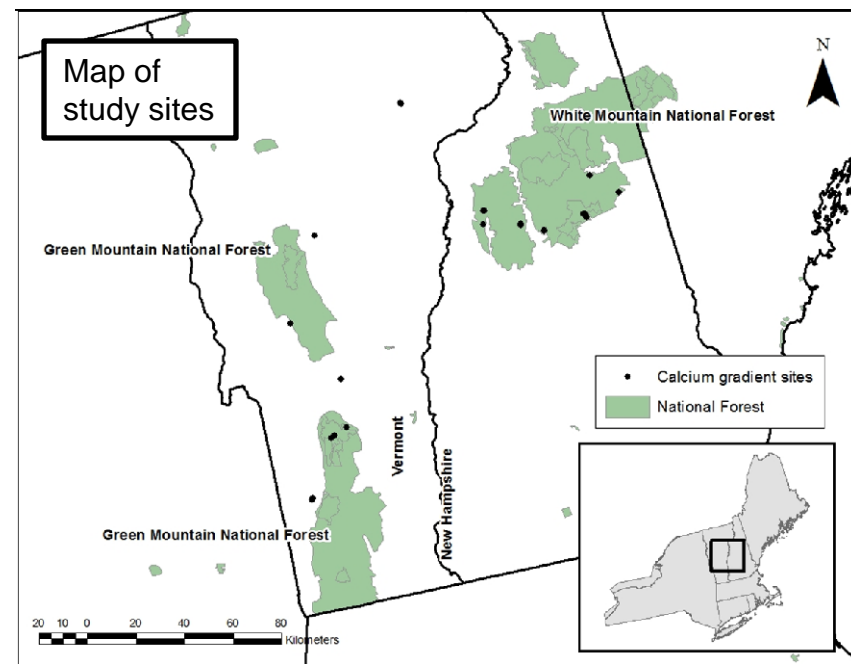 Map of
study sites
N
White Mountain National Forest
Green Mountain National Forest
Calcium gradient sites
National Forest
Vermont
New Hampshire
Green Mountain National Forest
20 10 0 20 40 60 80
Kilometers